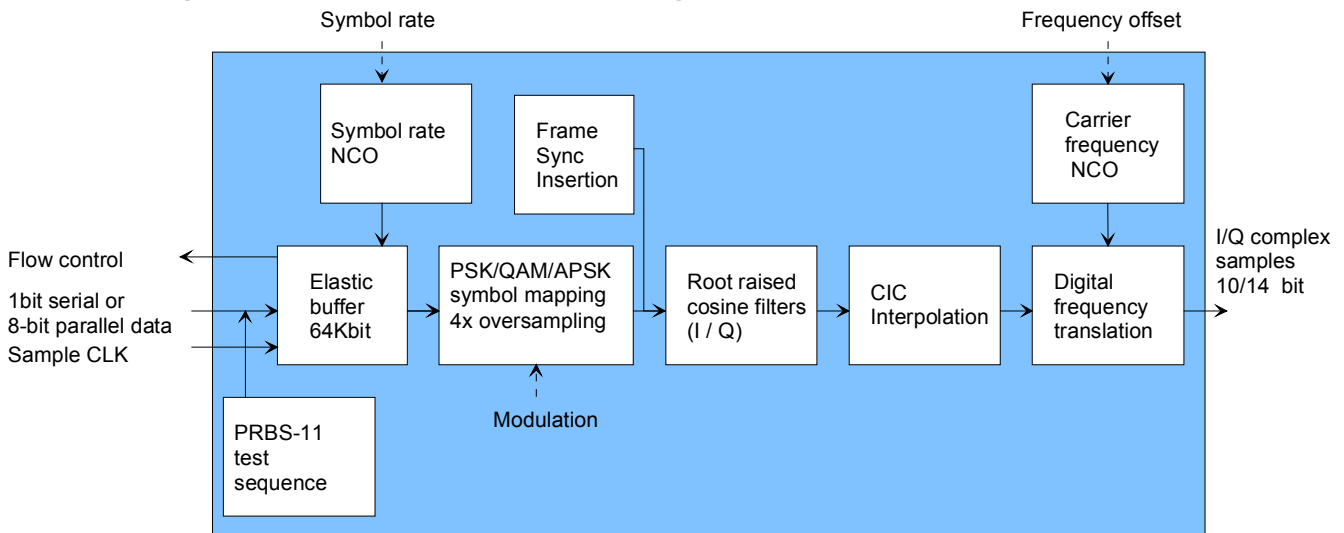 Symbol rate
Frequency offset
Symbol rate
NCO
Frame
Sync
Insertion
Carrier
frequency
NCO
Flow control
1bit serial or
8-bit parallel data
Sample CLK
Elastic
buffer
64Kbit
PSK/QAM/APSK
symbol mapping
4x oversampling
Root raised
cosine filters
(I / Q)
CIC
Interpolation
Digital
frequency
translation
I/Q complex
samples
10/14 bit
Modulation
PRBS-11
test
sequence